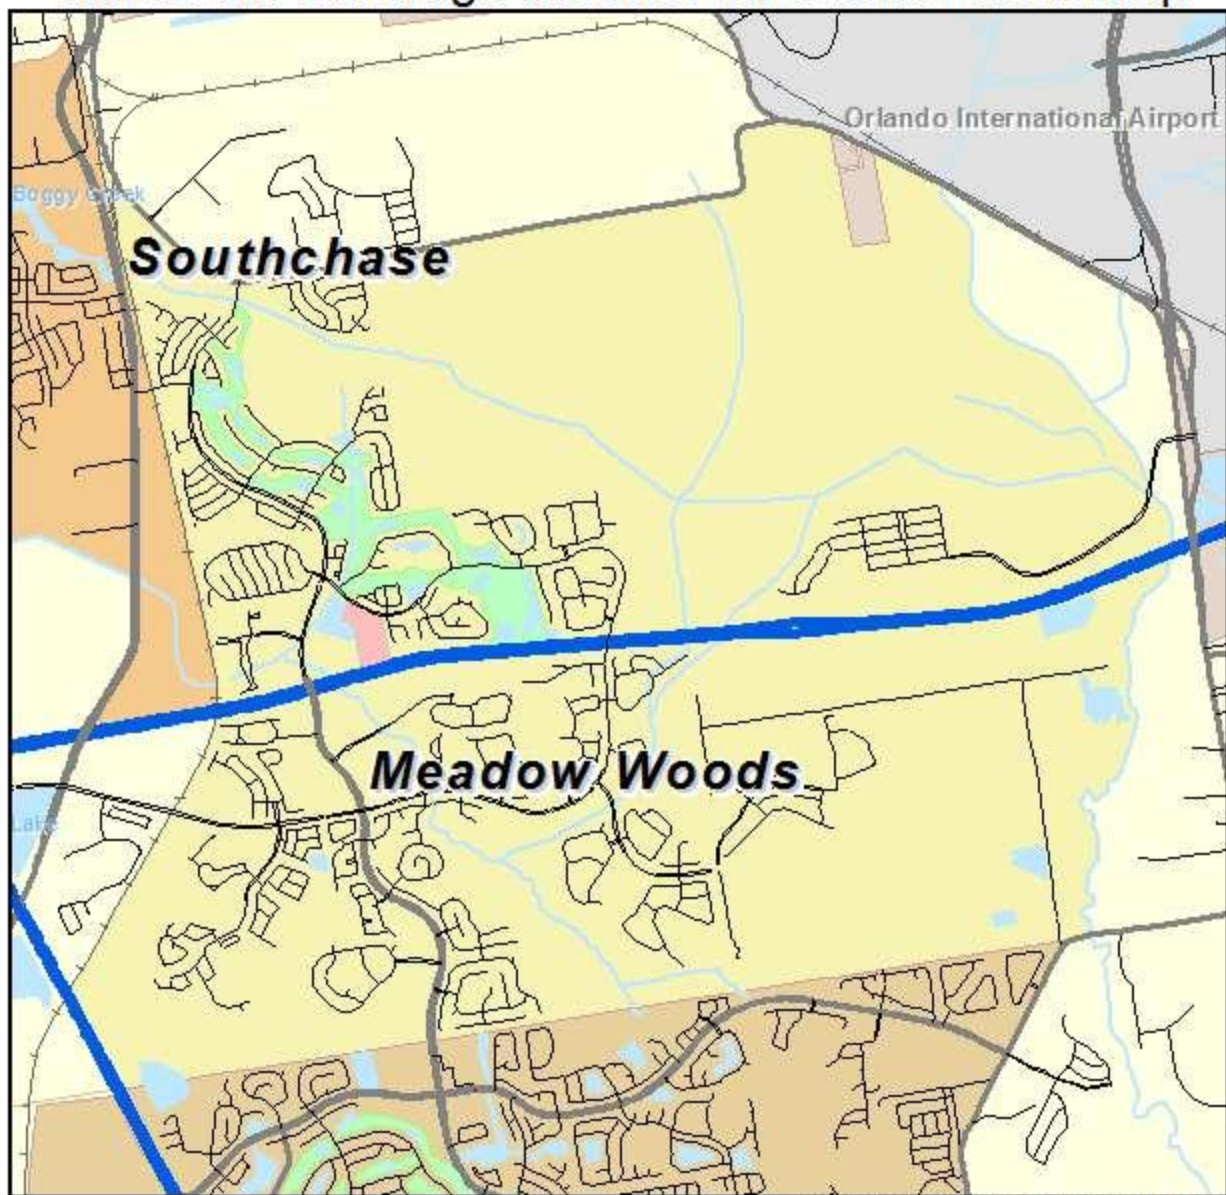 Orlando International Airport
Boggy Creek
Southchase
Meadow Woods
Lake